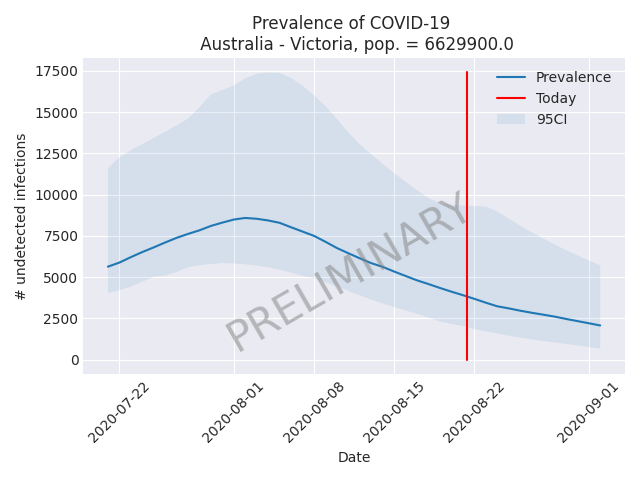 Prevalence of COVID-19
Australia - Victoria, pop. = 6629900.0
17500
15000
12500
10000
7500
5000
2500
0
# undetected infections
Prevalence
Today
95CI
PRELIMINARY
2020-07-22
2020-08-01
2020-08-08
2020-08-15
2020-08-22
2020-09-01
Date